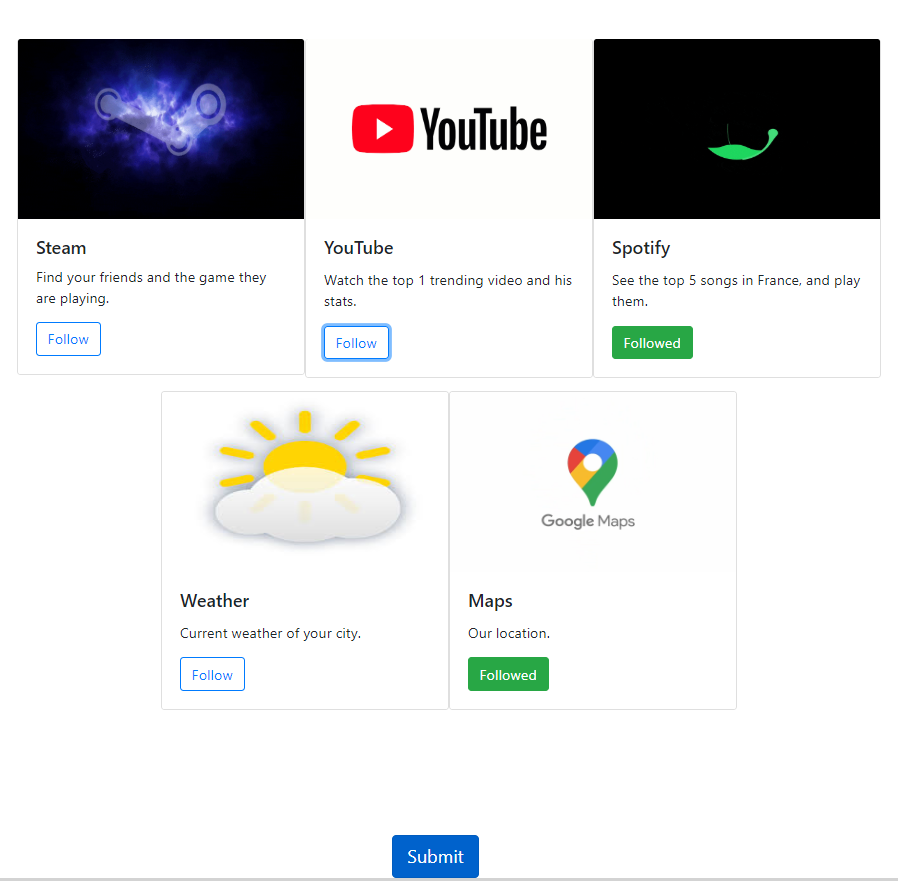 YouTube
Steam
Find your friends and the game they
are playing.
Follow
YouTube
Watch the top 1 trending video and his
stats.
Follow
Spotify
See the top 5 songs in France, and play
them.
Followed
Google Maps
Weather
Current weather of your city.
Follow
Maps
Our location.
Followed
Submit